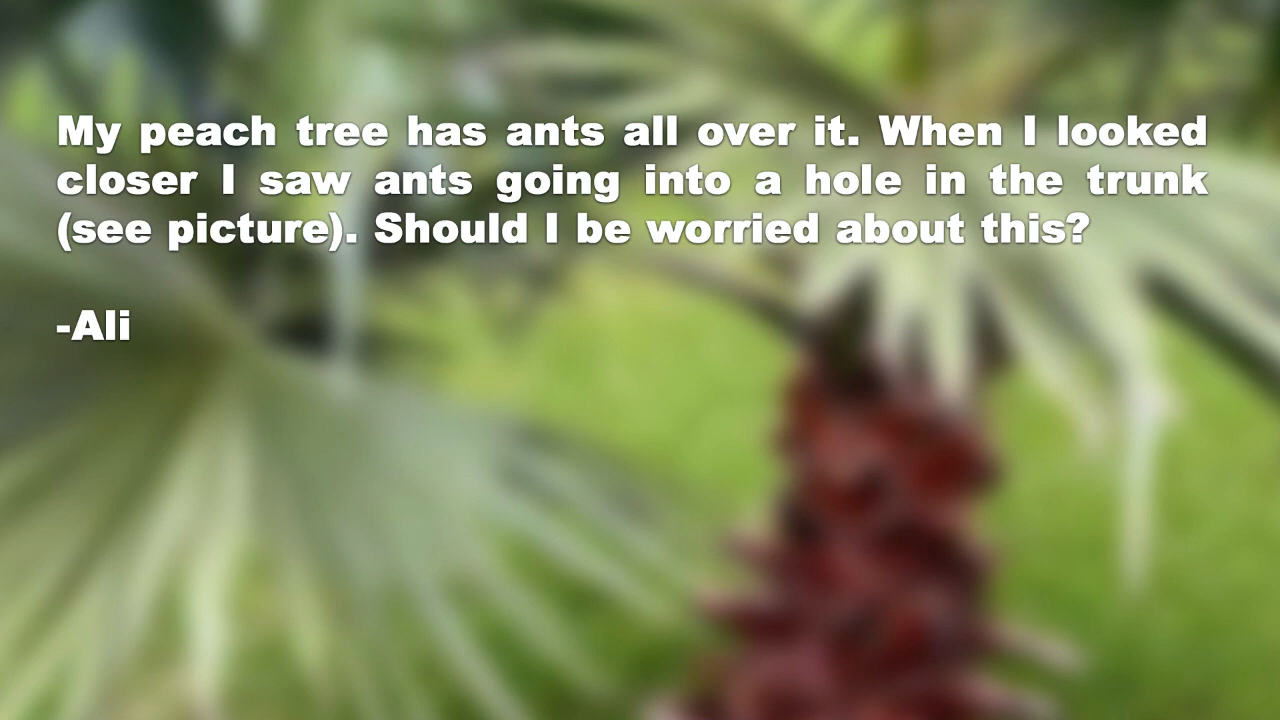 My peach tree has ants all over it. When I looked
closer I saw ants going into a hole in the trunk
(see picture). Should I be worried about this?
-Ali